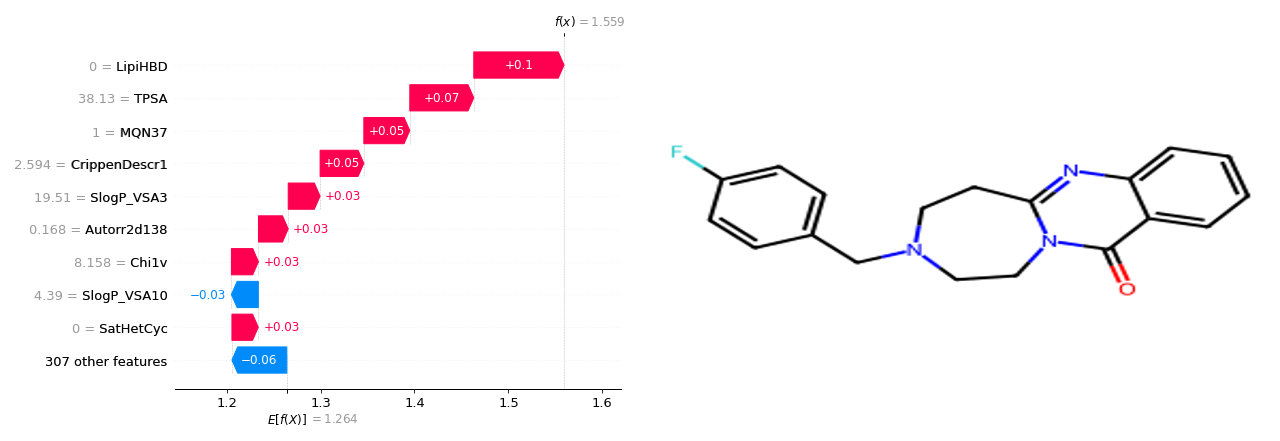 f(x) = 1.559
0 = LipiHBD
+0.1
38.13 = TPSA
+0.07
1 = MQN37
+0.05
2.594 = CrippenDescr1
+0.05
19.51 = SlogP_VSA3
+0.03
0.168 = Autorr2d138
+0.03
8.158 = Chi1v
+0.03
4.39 = SlogP_VSA10
−0.03
0 = SatHetCyc
+0.03
307 other features
−0.06
1.2 1.3 1.4 1.5 1.6
E[f(X)] = 1.264
F
N
N
N
O